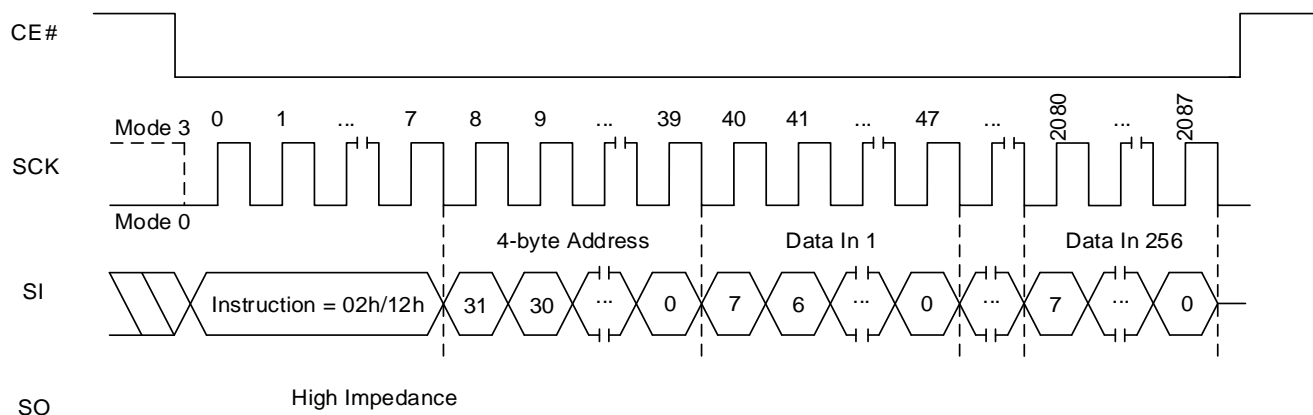 CE#
SCK
Mode 3
Mode 0
0 1 ... 7 8 9 ... 39 40 41 ... 47 ... 2080 ... 2087
4-byte Address Data In 1 Data In 256
SI
Instruction = 02h/12h 31 30 ... 0 7 6 ... 0 ... 7 ... 0
SO
High Impedance